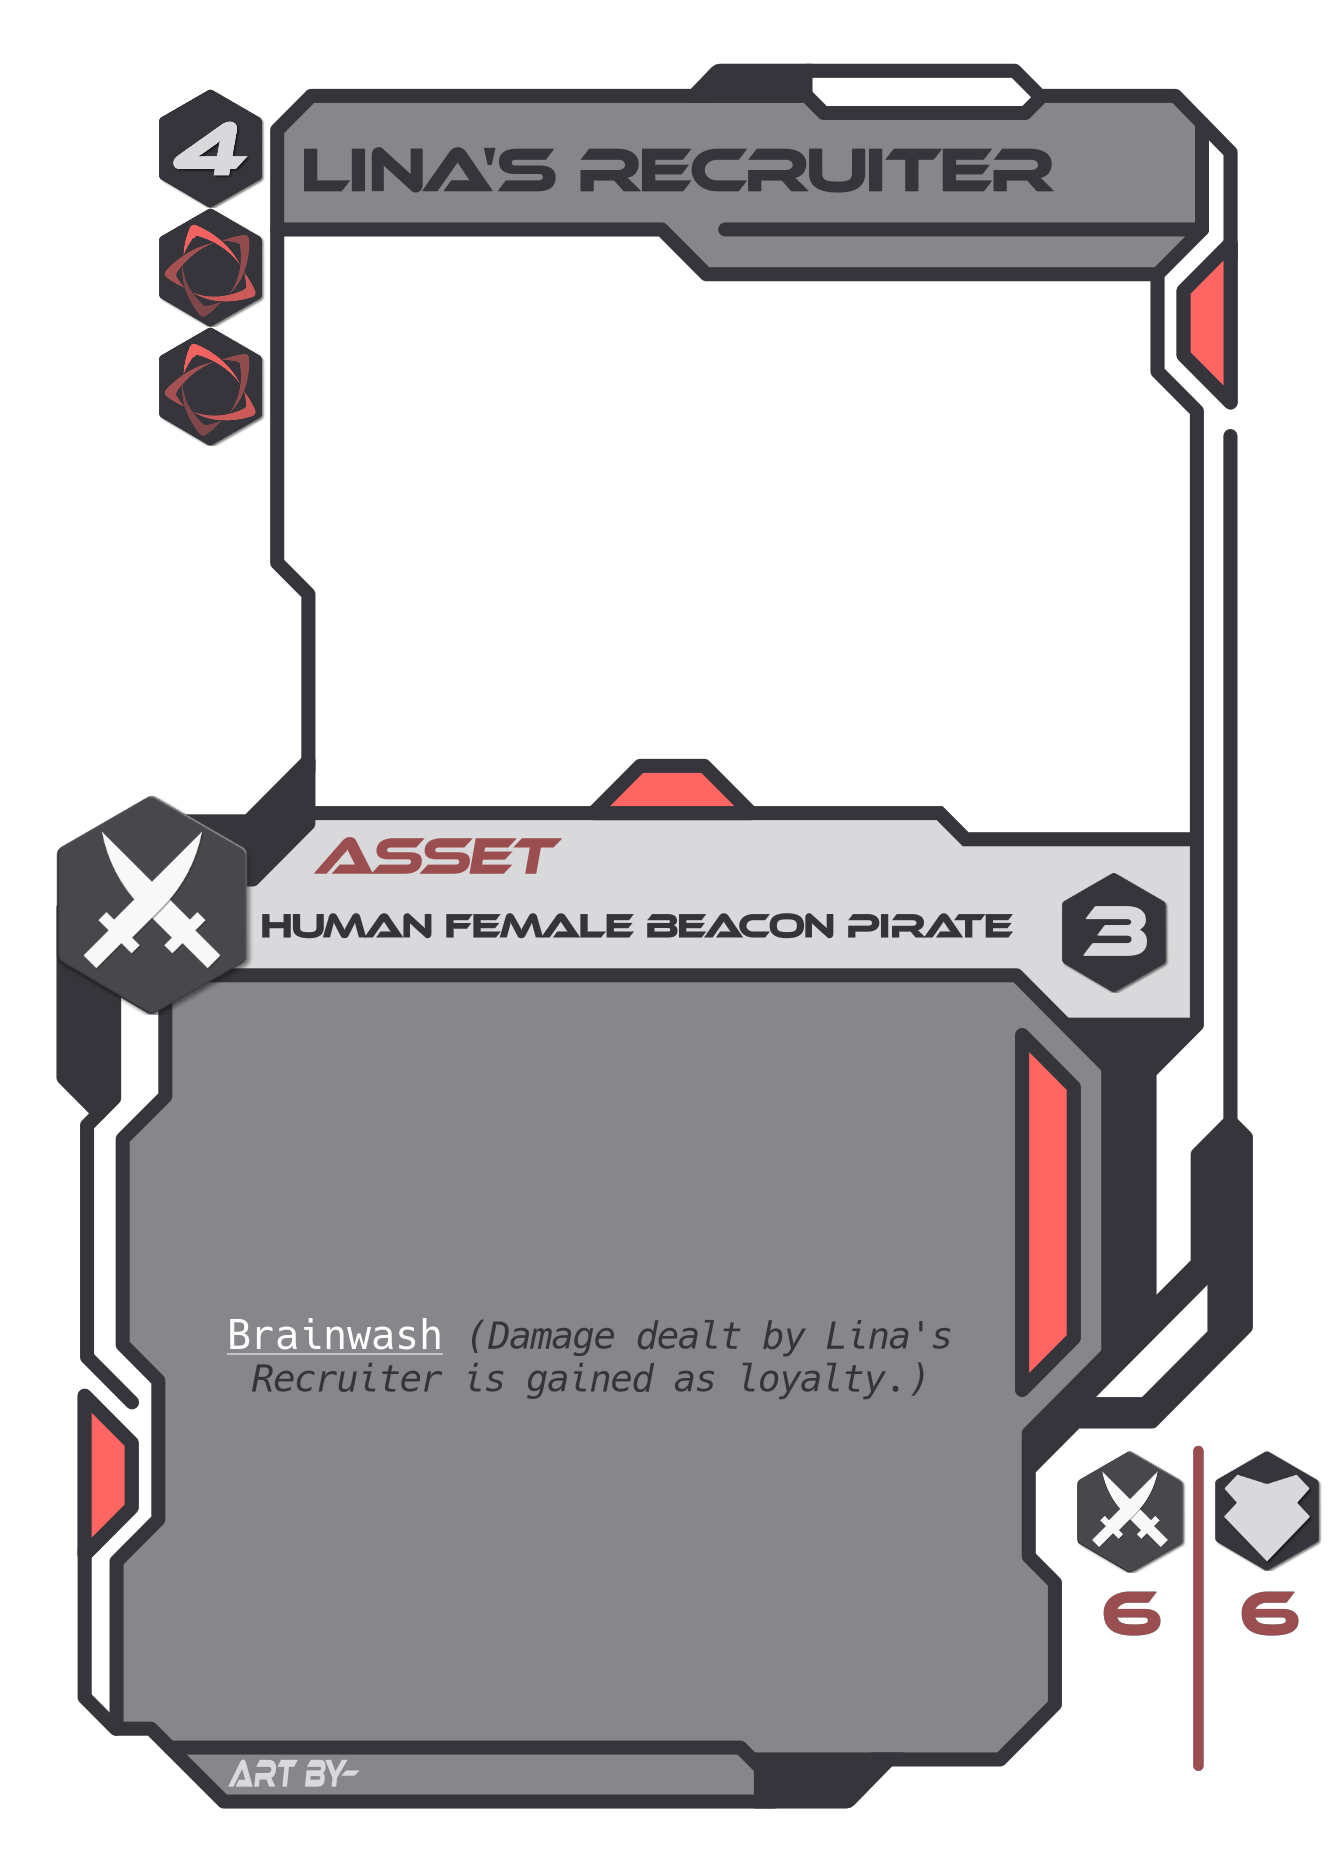 4
LINA'S RECRUITER
ASSET
HUMAN FEMALE BEACON PIRATE
3
Brainwash (Damage dealt by Lina's
Recruiter is gained as loyalty.)
6
6
ART BY-